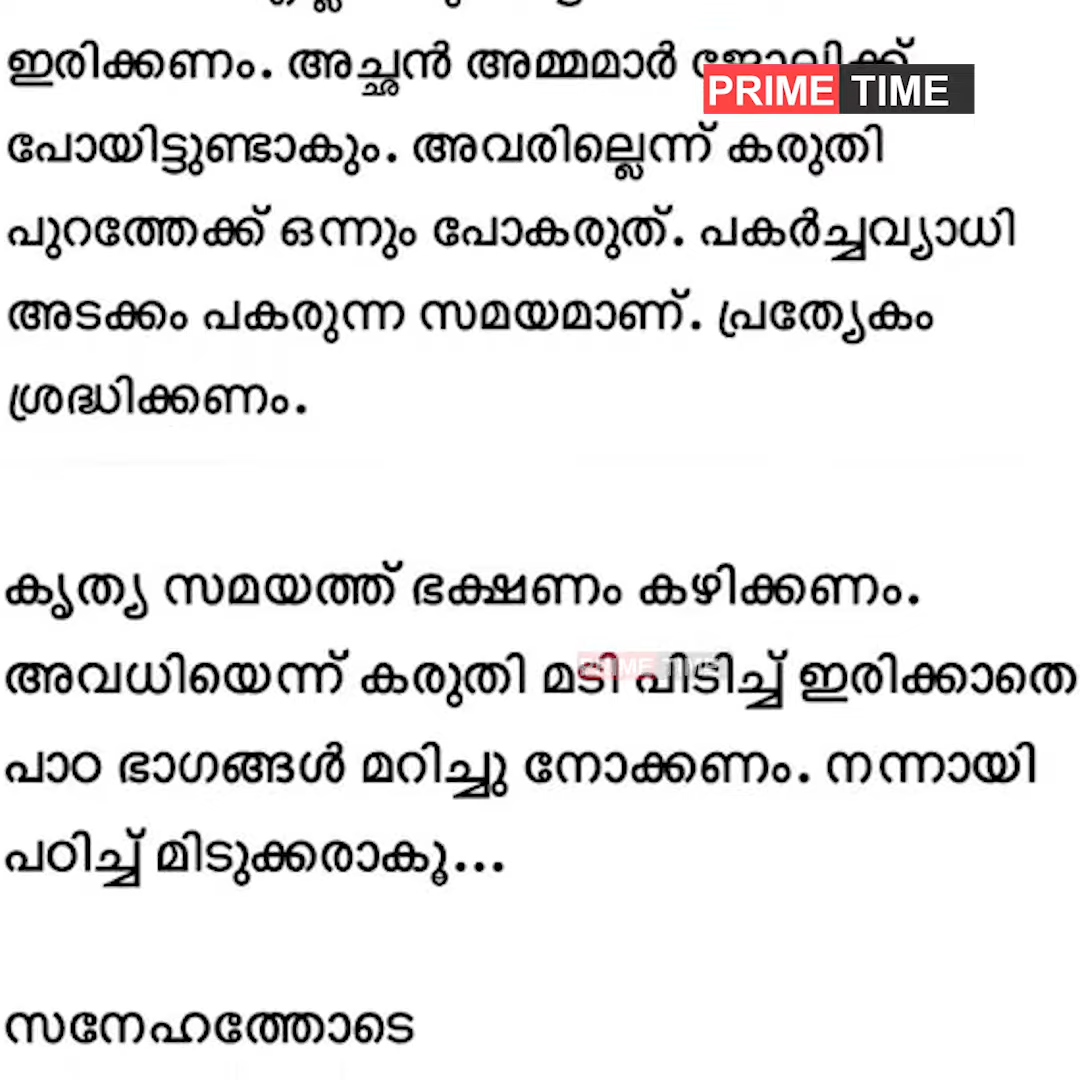 ഇരിക്കണം. അച്ഛൻ അമ്മമാർ ജോലിക്ക്
PRIME TIME
പോയിട്ടുണ്ടാകും. അവരില്ലെന്ന് കരുതി
പുറത്തേക്ക് ഒന്നും പോകരുത്. പകർച്ചവ്യാധി
അടക്കം പകരുന്ന സമയമാണ്. പ്രത്യേകം
ശ്രദ്ധിക്കണം.
കൃത്യ സമയത്ത് ഭക്ഷണം കഴിക്കണം.
അവധിയെന്ന് കരുതി മടി പിടിച്ച് ഇരിക്കാതെ
PRIME TIME
പാഠ ഭാഗങ്ങൾ മറിച്ചു നോക്കണം. നന്നായി
പഠിച്ച് മിടുക്കരാകൂ...
സനേഹത്തോടെ